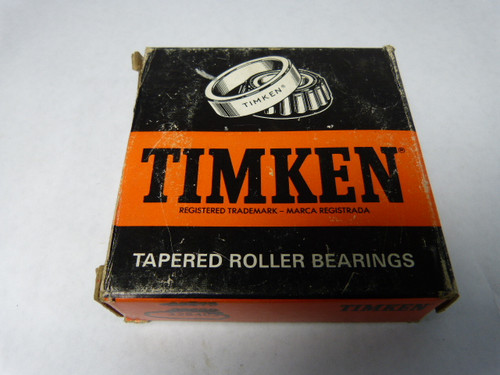 TIMKEN®
TIMKEN®
REGISTERED TRADEMARK – MARCA REGISTRADA
TAPERED ROLLER BEARINGS
TIMKEN